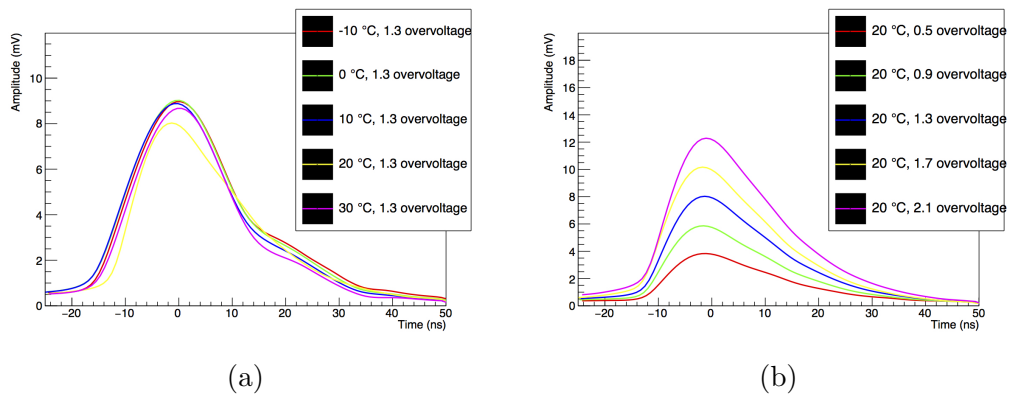 -10 °C, 1.3 overvoltage
0 °C, 1.3 overvoltage
10 °C, 1.3 overvoltage
20 °C, 1.3 overvoltage
30 °C, 1.3 overvoltage
Amplitude (mV)
10
8
6
4
2
0
−20 −10 0 10 20 30 40 50
Time (ns)
(a)
20 °C, 0.5 overvoltage
20 °C, 0.9 overvoltage
20 °C, 1.3 overvoltage
20 °C, 1.7 overvoltage
20 °C, 2.1 overvoltage
Amplitude (mV)
18
16
14
12
10
8
6
4
2
0
−20 −10 0 10 20 30 40 50
Time (ns)
(b)